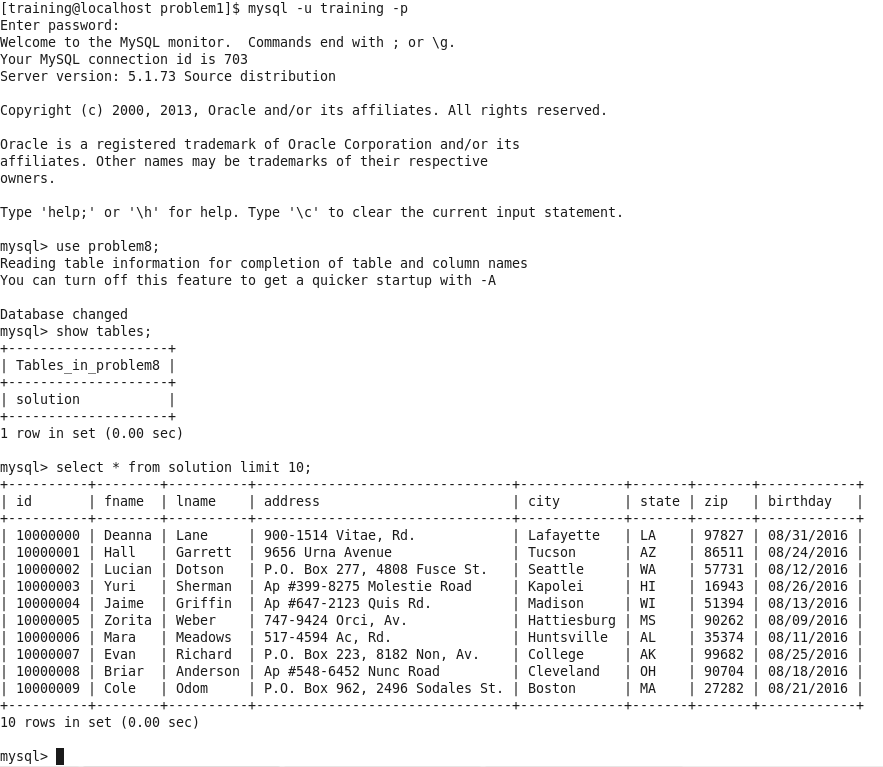 [training@localhost problem1]$ mysql -u training -p
Enter password:
Welcome to the MySQL monitor.  Commands end with ; or \g.
Your MySQL connection id is 703
Server version: 5.1.73 Source distribution

Copyright (c) 2000, 2013, Oracle and/or its affiliates. All rights reserved.

Oracle is a registered trademark of Oracle Corporation and/or its
affiliates. Other names may be trademarks of their respective
owners.

Type 'help;' or '\h' for help. Type '\c' to clear the current input statement.

mysql> use problem8;
Reading table information for completion of table and column names
You can turn off this feature to get a quicker startup with -A

Database changed
mysql> show tables;
+--------------------+
| Tables_in_problem8 |
+--------------------+
| solution           |
+--------------------+
1 row in set (0.00 sec)

mysql> select * from solution limit 10;
+----------+--------+----------+--------------------------------+-------------+-------+-------+------------+
| id       | fname  | lname    | address                        | city        | state | zip   | birthday   |
+----------+--------+----------+--------------------------------+-------------+-------+-------+------------+
| 10000000 | Deanna | Lane     | 900-1514 Vitae, Rd.            | Lafayette   | LA    | 97827 | 08/31/2016 |
| 10000001 | Hall   | Garrett  | 9656 Urna Avenue               | Tucson      | AZ    | 86511 | 08/24/2016 |
| 10000002 | Lucian | Dotson   | P.O. Box 277, 4808 Fusce St.   | Seattle     | WA    | 57731 | 08/12/2016 |
| 10000003 | Yuri   | Sherman  | Ap #399-8275 Molestie Road     | Kapolei     | HI    | 16943 | 08/26/2016 |
| 10000004 | Jaime  | Griffin  | Ap #647-2123 Quis Rd.          | Madison     | WI    | 51394 | 08/13/2016 |
| 10000005 | Zorita | Weber    | 747-9424 Orci, Av.             | Hattiesburg | MS    | 90262 | 08/09/2016 |
| 10000006 | Mara   | Meadows  | 517-4594 Ac, Rd.               | Huntsville  | AL    | 35374 | 08/11/2016 |
| 10000007 | Evan   | Richard  | P.O. Box 223, 8182 Non, Av.    | College     | AK    | 99682 | 08/25/2016 |
| 10000008 | Briar  | Anderson | Ap #548-6452 Nunc Road         | Cleveland   | OH    | 90704 | 08/18/2016 |
| 10000009 | Cole   | Odom     | P.O. Box 962, 2496 Sodales St. | Boston      | MA    | 27282 | 08/21/2016 |
+----------+--------+----------+--------------------------------+-------------+-------+-------+------------+
10 rows in set (0.00 sec)

mysql>